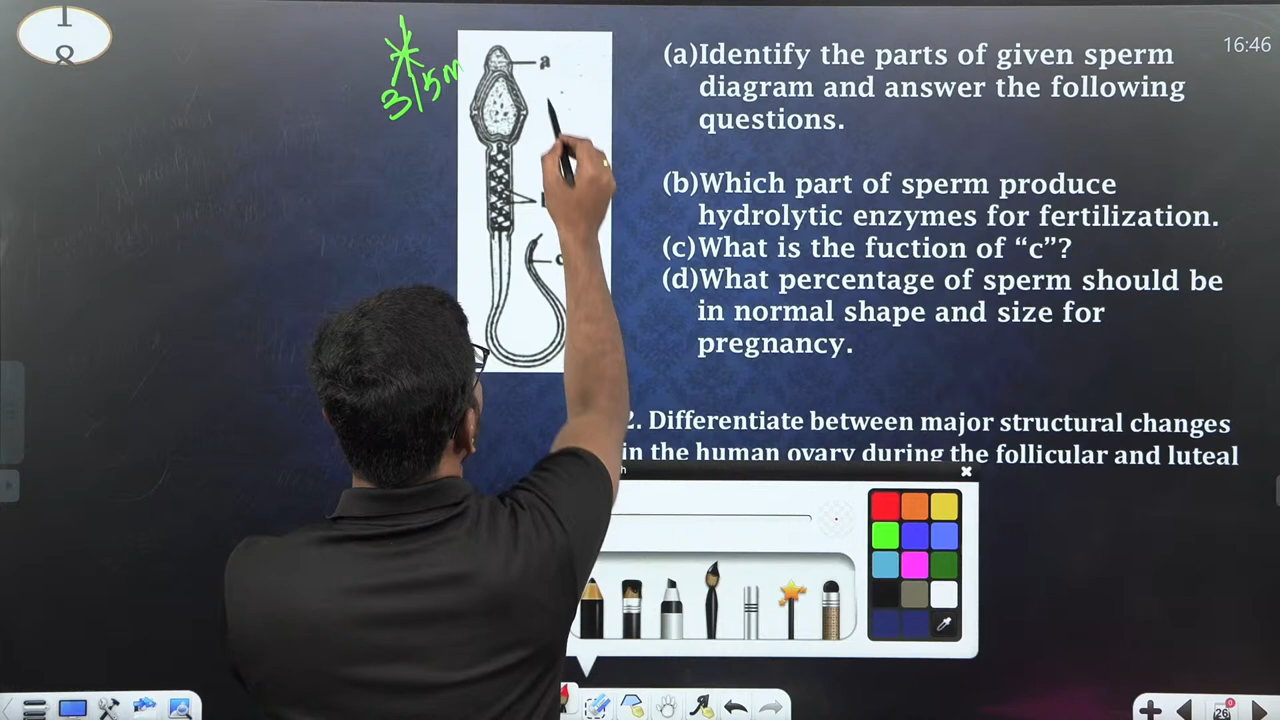 1
8
16:46
3/5m
a
(a)Identify the parts of given sperm
diagram and answer the following
questions.
(b)Which part of sperm produce
hydrolytic enzymes for fertilization.
(c)What is the fuction of “c”?
(d)What percentage of sperm should be
in normal shape and size for
pregnancy.
2. Differentiate between major structural changes
in the human ovary during the follicular and luteal
26